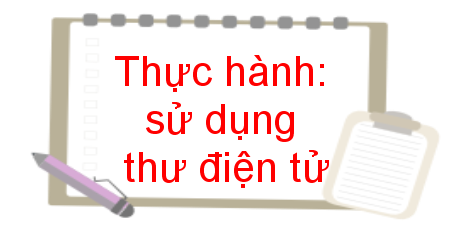 Thực hành:
sử dụng
thư điện tử